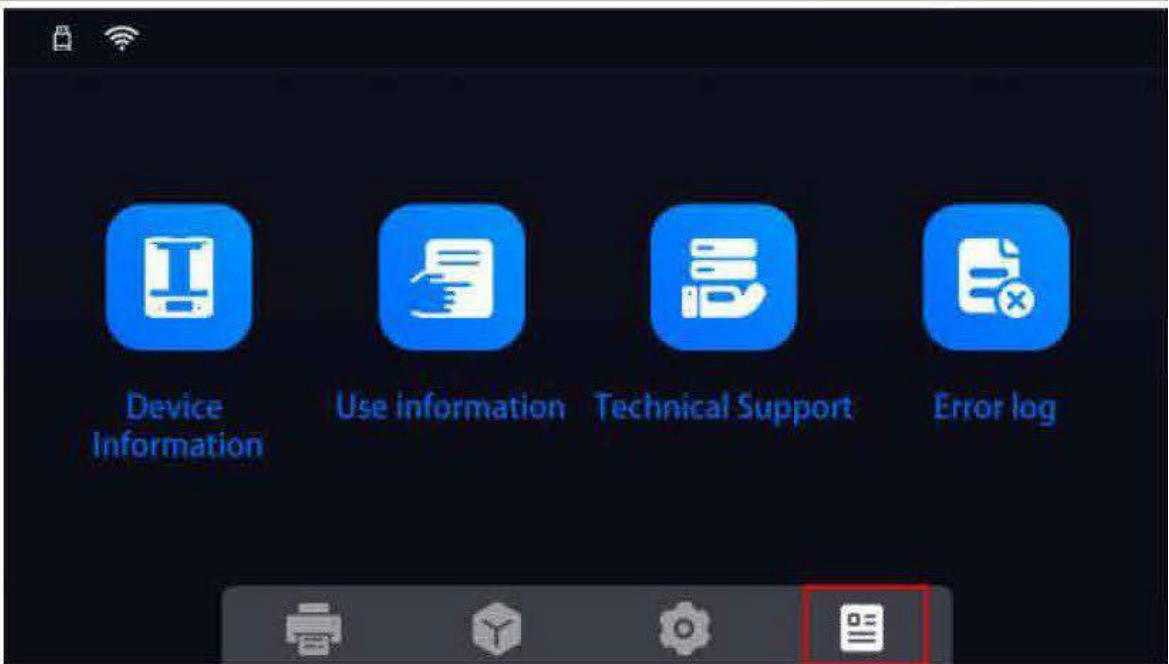 Device
Information
Use information
Technical Support
Error log